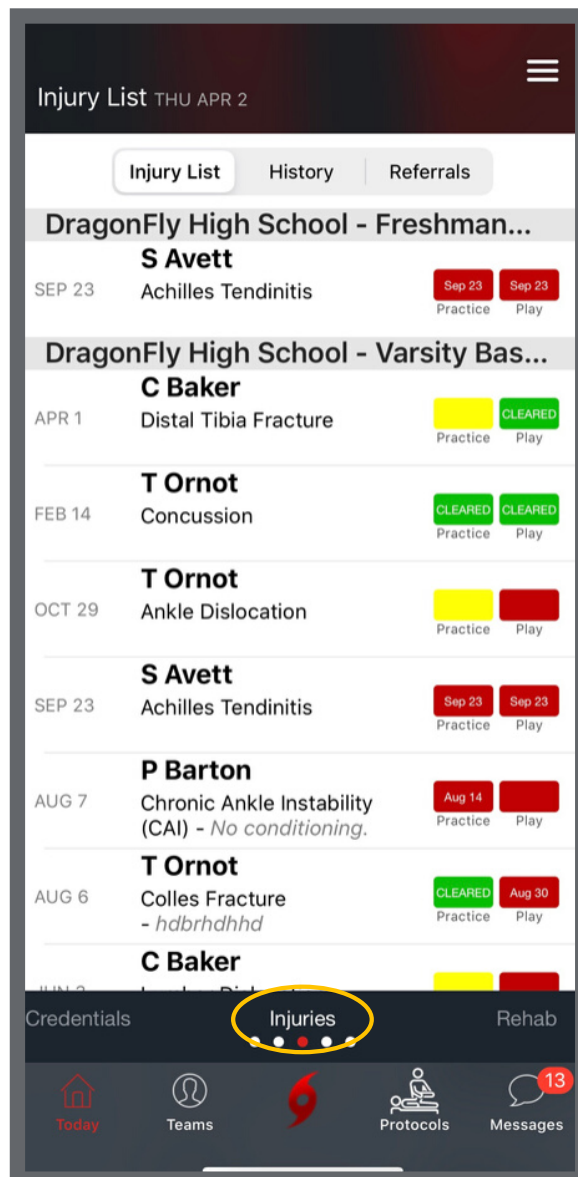 Injury List THU APR 2
Injury List History Referrals
DragonFly High School - Freshman...
S Avett
SEP 23 Achilles Tendinitis Sep 23 Sep 23
Practice Play
DragonFly High School - Varsity Bas...
C Baker
APR 1 Distal Tibia Fracture CLEARED
Practice Play
T Ornot
FEB 14 Concussion CLEARED CLEARED
Practice Play
T Ornot
OCT 29 Ankle Dislocation
Practice Play
S Avett
SEP 23 Achilles Tendinitis Sep 23 Sep 23
Practice Play
P Barton
AUG 7 Chronic Ankle Instability Aug 14
(CAI) - No conditioning. Practice Play
T Ornot
AUG 6 Colles Fracture CLEARED Aug 30
- hdbrhdhhd Practice Play
C Baker
Credentials Injuries Rehab
13
Today Teams Protocols Messages